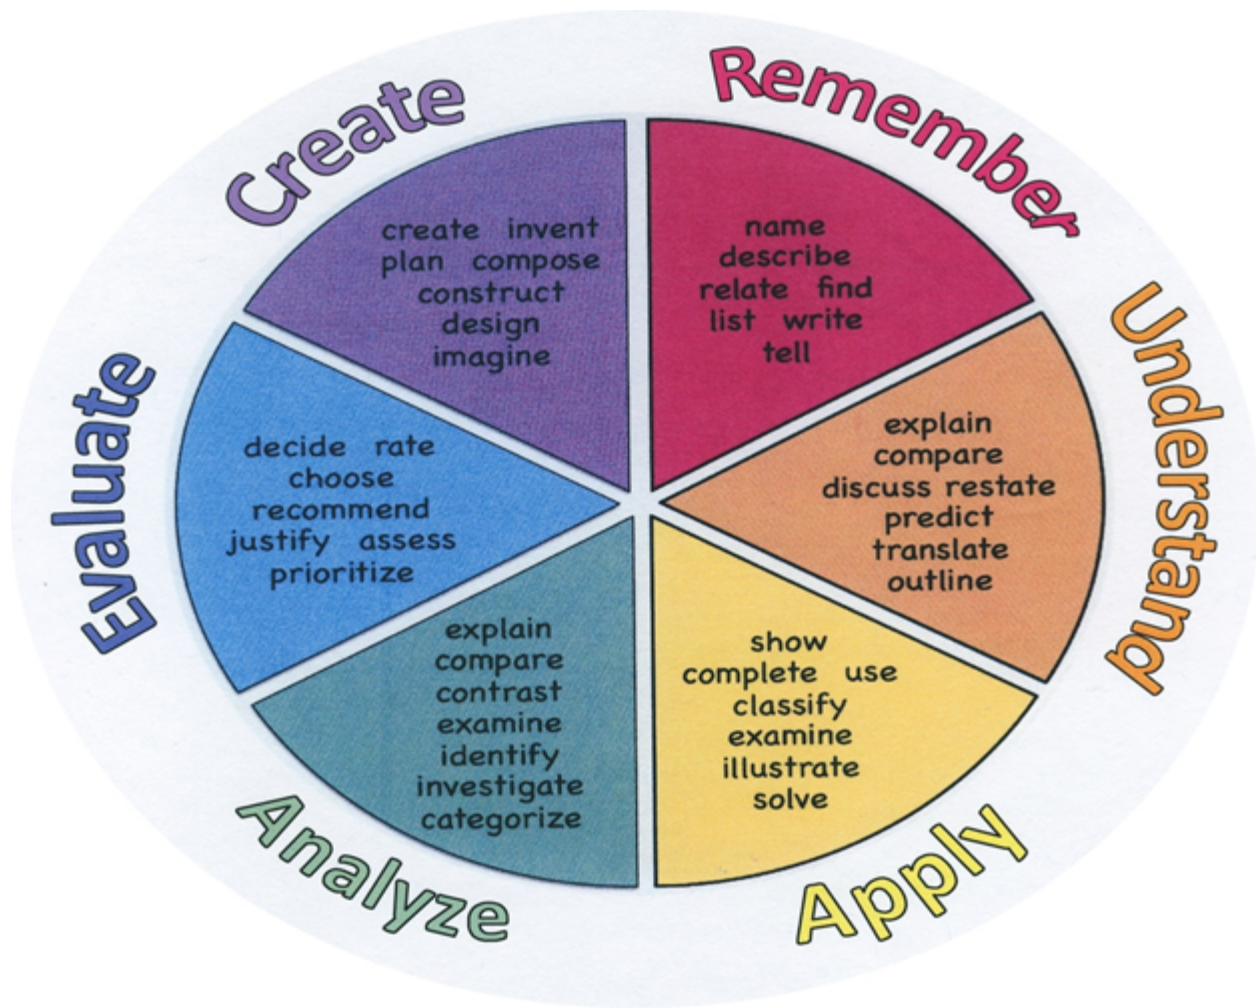 Create
create invent
plan compose
construct
design
imagine
Remember
name
describe
relate find
list write
tell
Understand
explain
compare
discuss restate
predict
translate
outline
Apply
show
complete use
classify
examine
illustrate
solve
Analyze
explain
compare
contrast
examine
identify
investigate
categorize
Evaluate
decide rate
choose
recommend
justify assess
prioritize